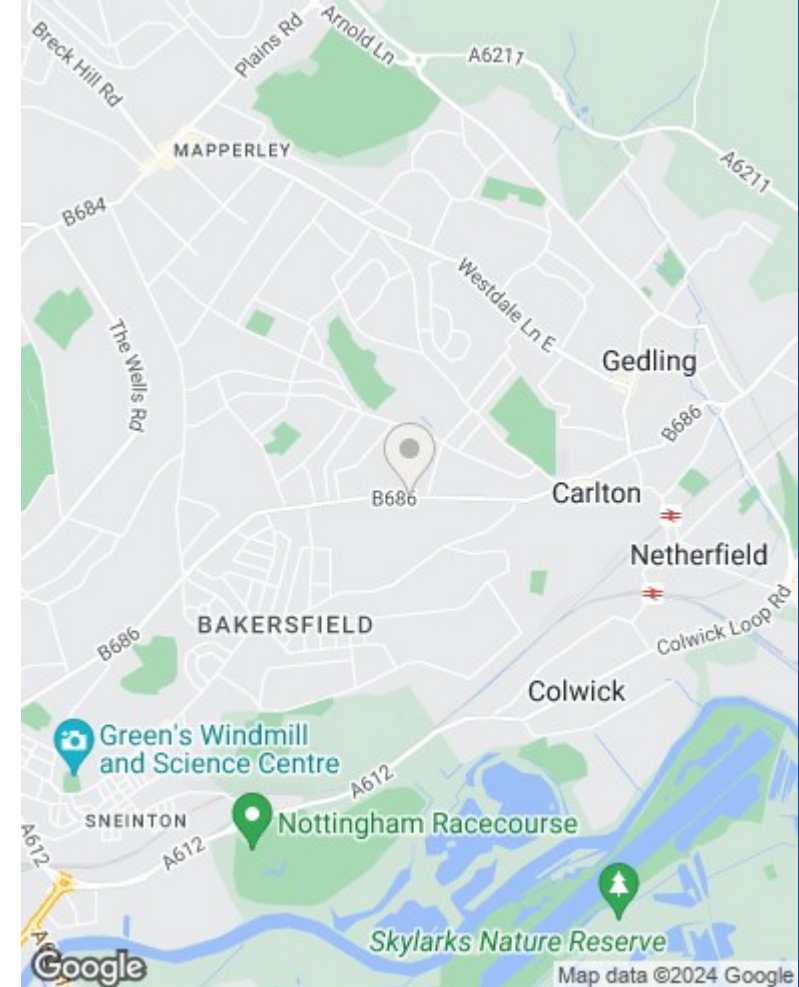 Breck Hill Rd
Plains Rd
Arnold Ln
A6211
MAPPERLEY
A6211
B684
Westdale Ln E
The Wells Rd
Gedling
B686
B686
Carlton
Netherfield
BAKERSFIELD
B686
Colwick Loop Rd
Colwick
Green's Windmill
and Science Centre
A612
SNEINTON
Nottingham Racecourse
A612
A612
Skylarks Nature Reserve
Google
Map data ©2024 Google